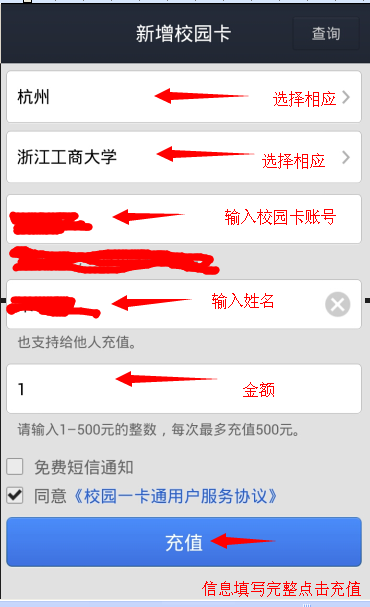 新增校园卡 查询
杭州 选择相应
浙江工商大学 选择相应
输入校园卡账号
输入姓名
也支持给他人充值。
1 金额
请输入1-500元的整数，每次最多充值500元。
免费短信通知
同意《校园一卡通用户服务协议》
充值
信息填写完整点击充值